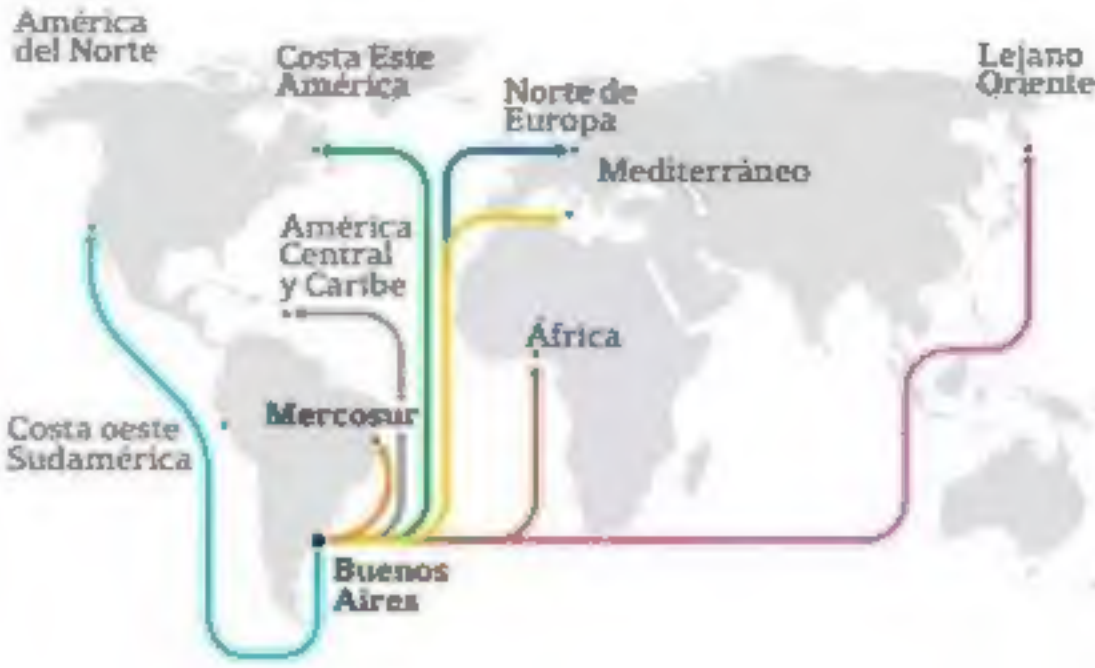 América
del Norte
Costa Este
América
Lejano
Oriente
Norte de
Europa
Mediterráneo
América
Central
y Caribe
África
Mercosur
Costa oeste
Sudamérica
Buenos
Aires